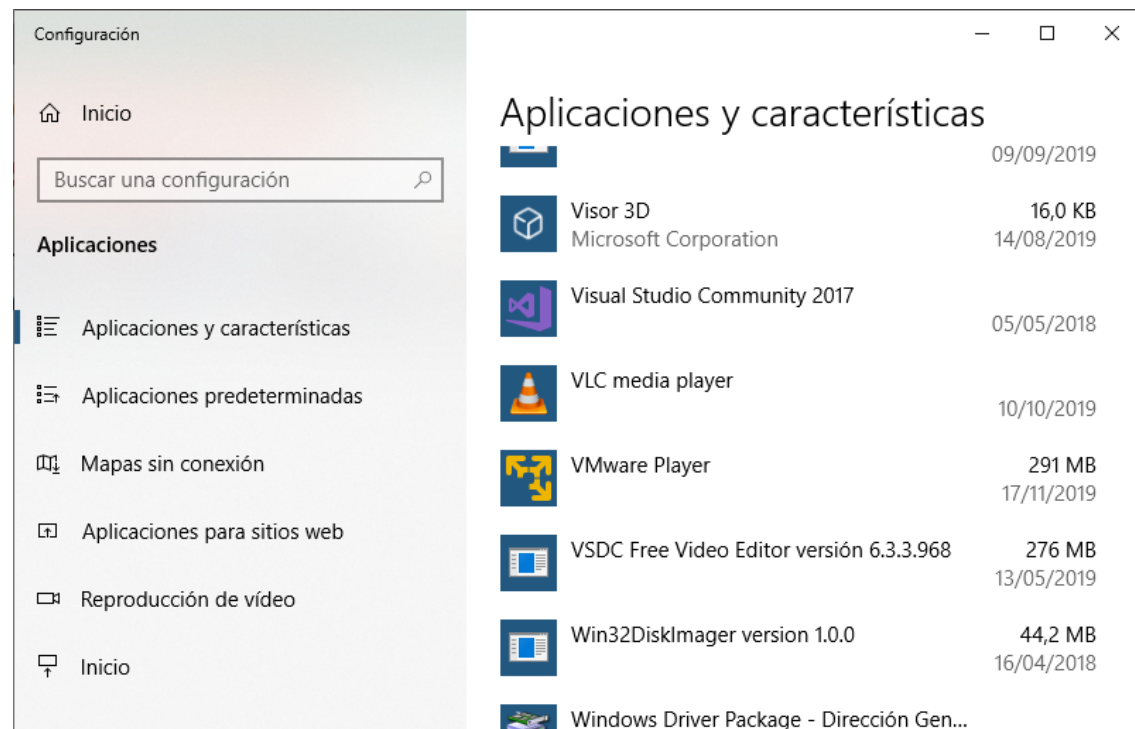 Configuración
Inicio
Buscar una configuración
Aplicaciones
Aplicaciones y características
Aplicaciones predeterminadas
Mapas sin conexión
Aplicaciones para sitios web
Reproducción de vídeo
Inicio
Aplicaciones y características
09/09/2019
Visor 3D 16,0 KB
Microsoft Corporation 14/08/2019
Visual Studio Community 2017
05/05/2018
VLC media player
10/10/2019
VMware Player 291 MB
17/11/2019
VSDC Free Video Editor versión 6.3.3.968 276 MB
13/05/2019
Win32DiskImager version 1.0.0 44,2 MB
16/04/2018
Windows Driver Package - Dirección Gen...